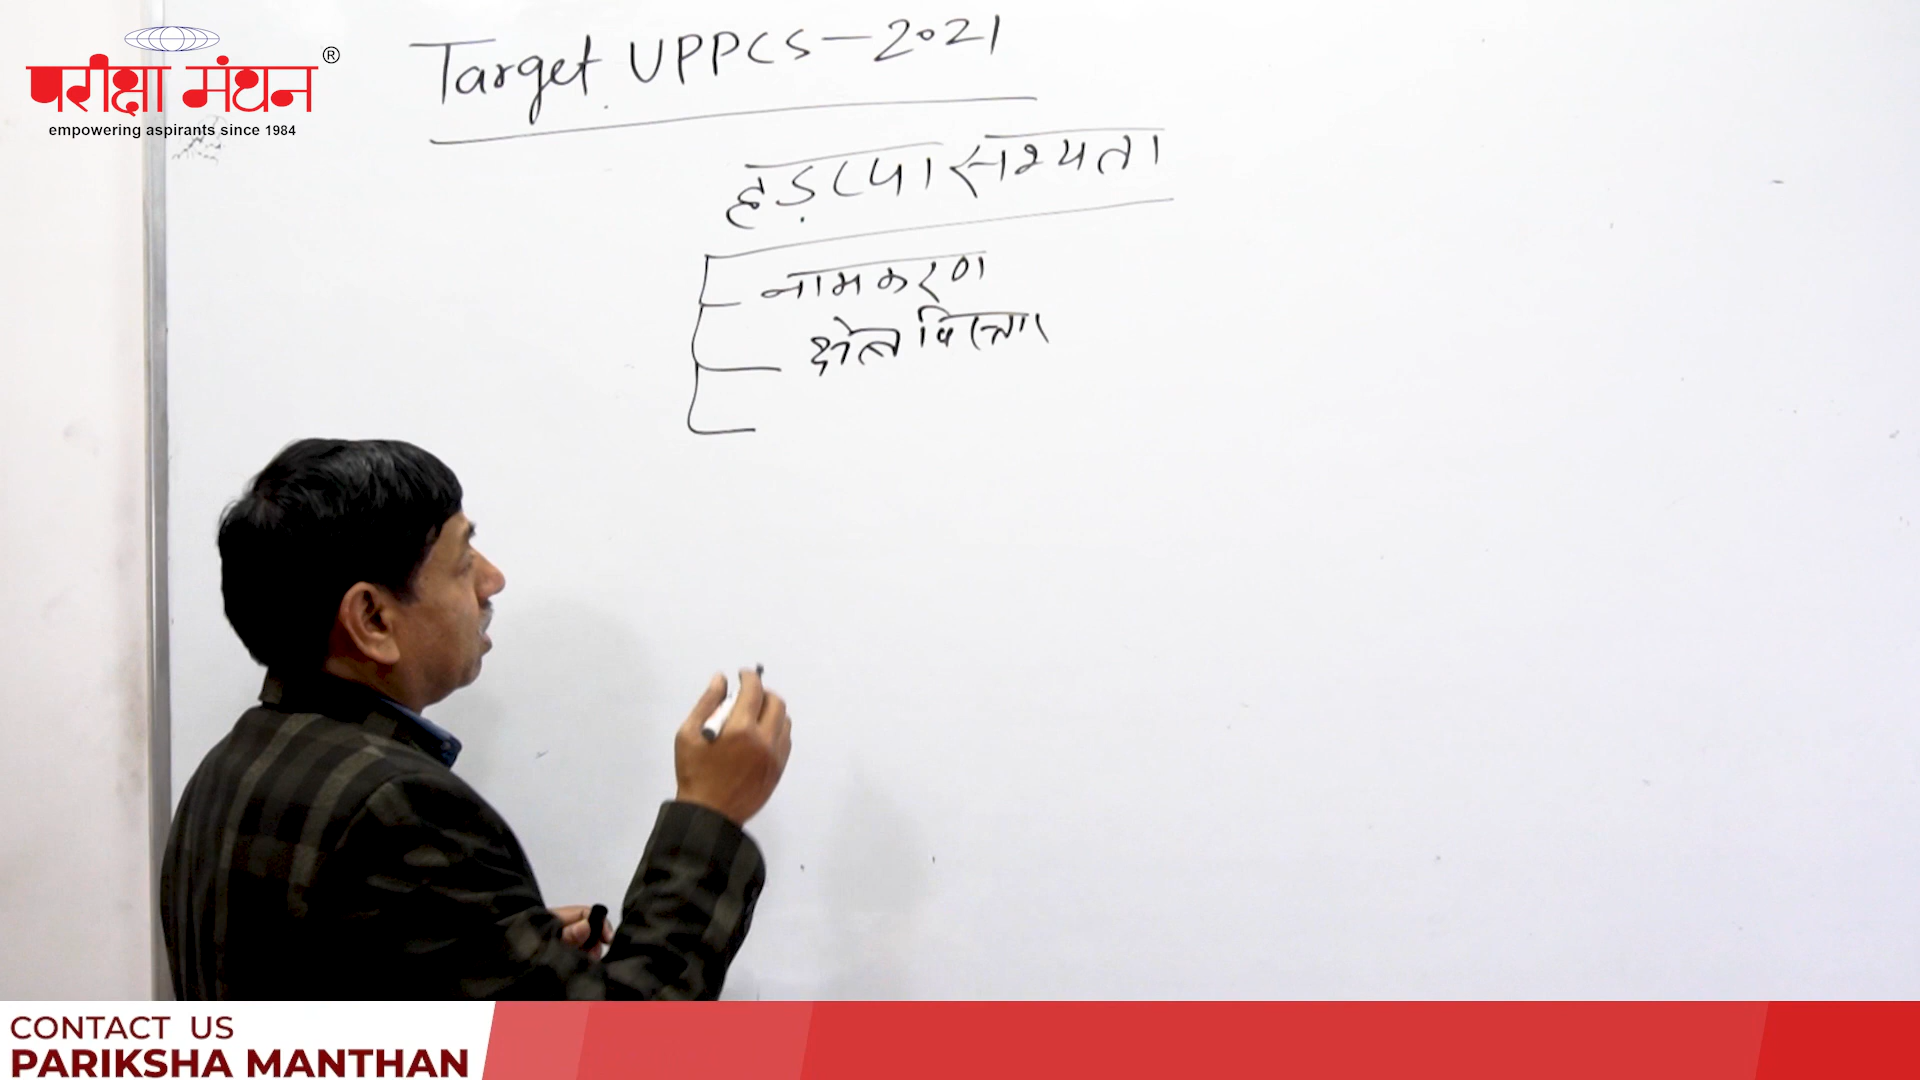 परीक्षा मंथन®
empowering aspirants since 1984
Target UPPCS-2021
हड़प्पा सभ्यता
नामकरण
क्षेत्र विस्तार
CONTACT US
PARIKSHA MANTHAN